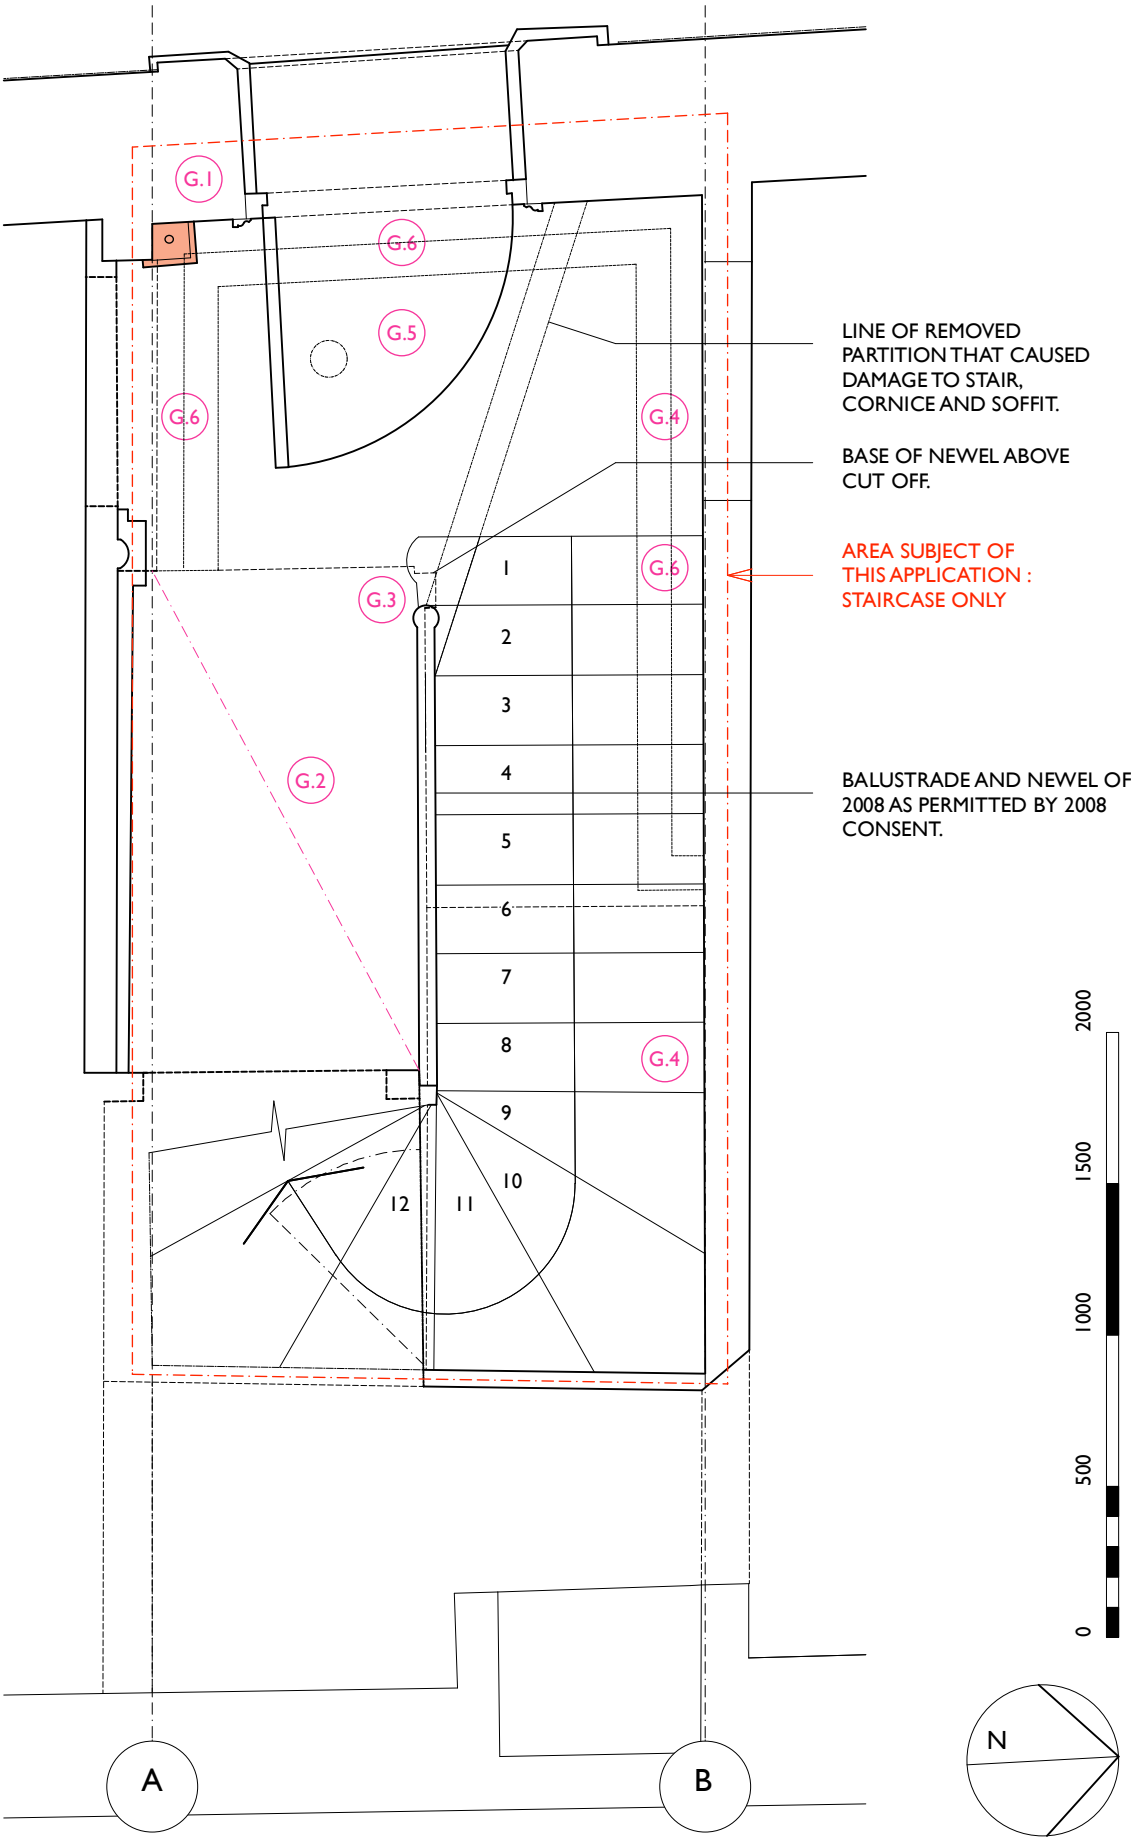 G.1
G.6
G.5
LINE OF REMOVED
PARTITION THAT CAUSED
DAMAGE TO STAIR,
CORNICE AND SOFFIT.
G.6
G.4
BASE OF NEWEL ABOVE
CUT OFF.
AREA SUBJECT OF
THIS APPLICATION :
STAIRCASE ONLY
1
G.6
G.3
2
3
G.2
4
BALUSTRADE AND NEWEL OF
2008 AS PERMITTED BY 2008
CONSENT.
5
6
7
8
G.4
9
10
11
12
2000
1500
1000
500
0
N
A
B